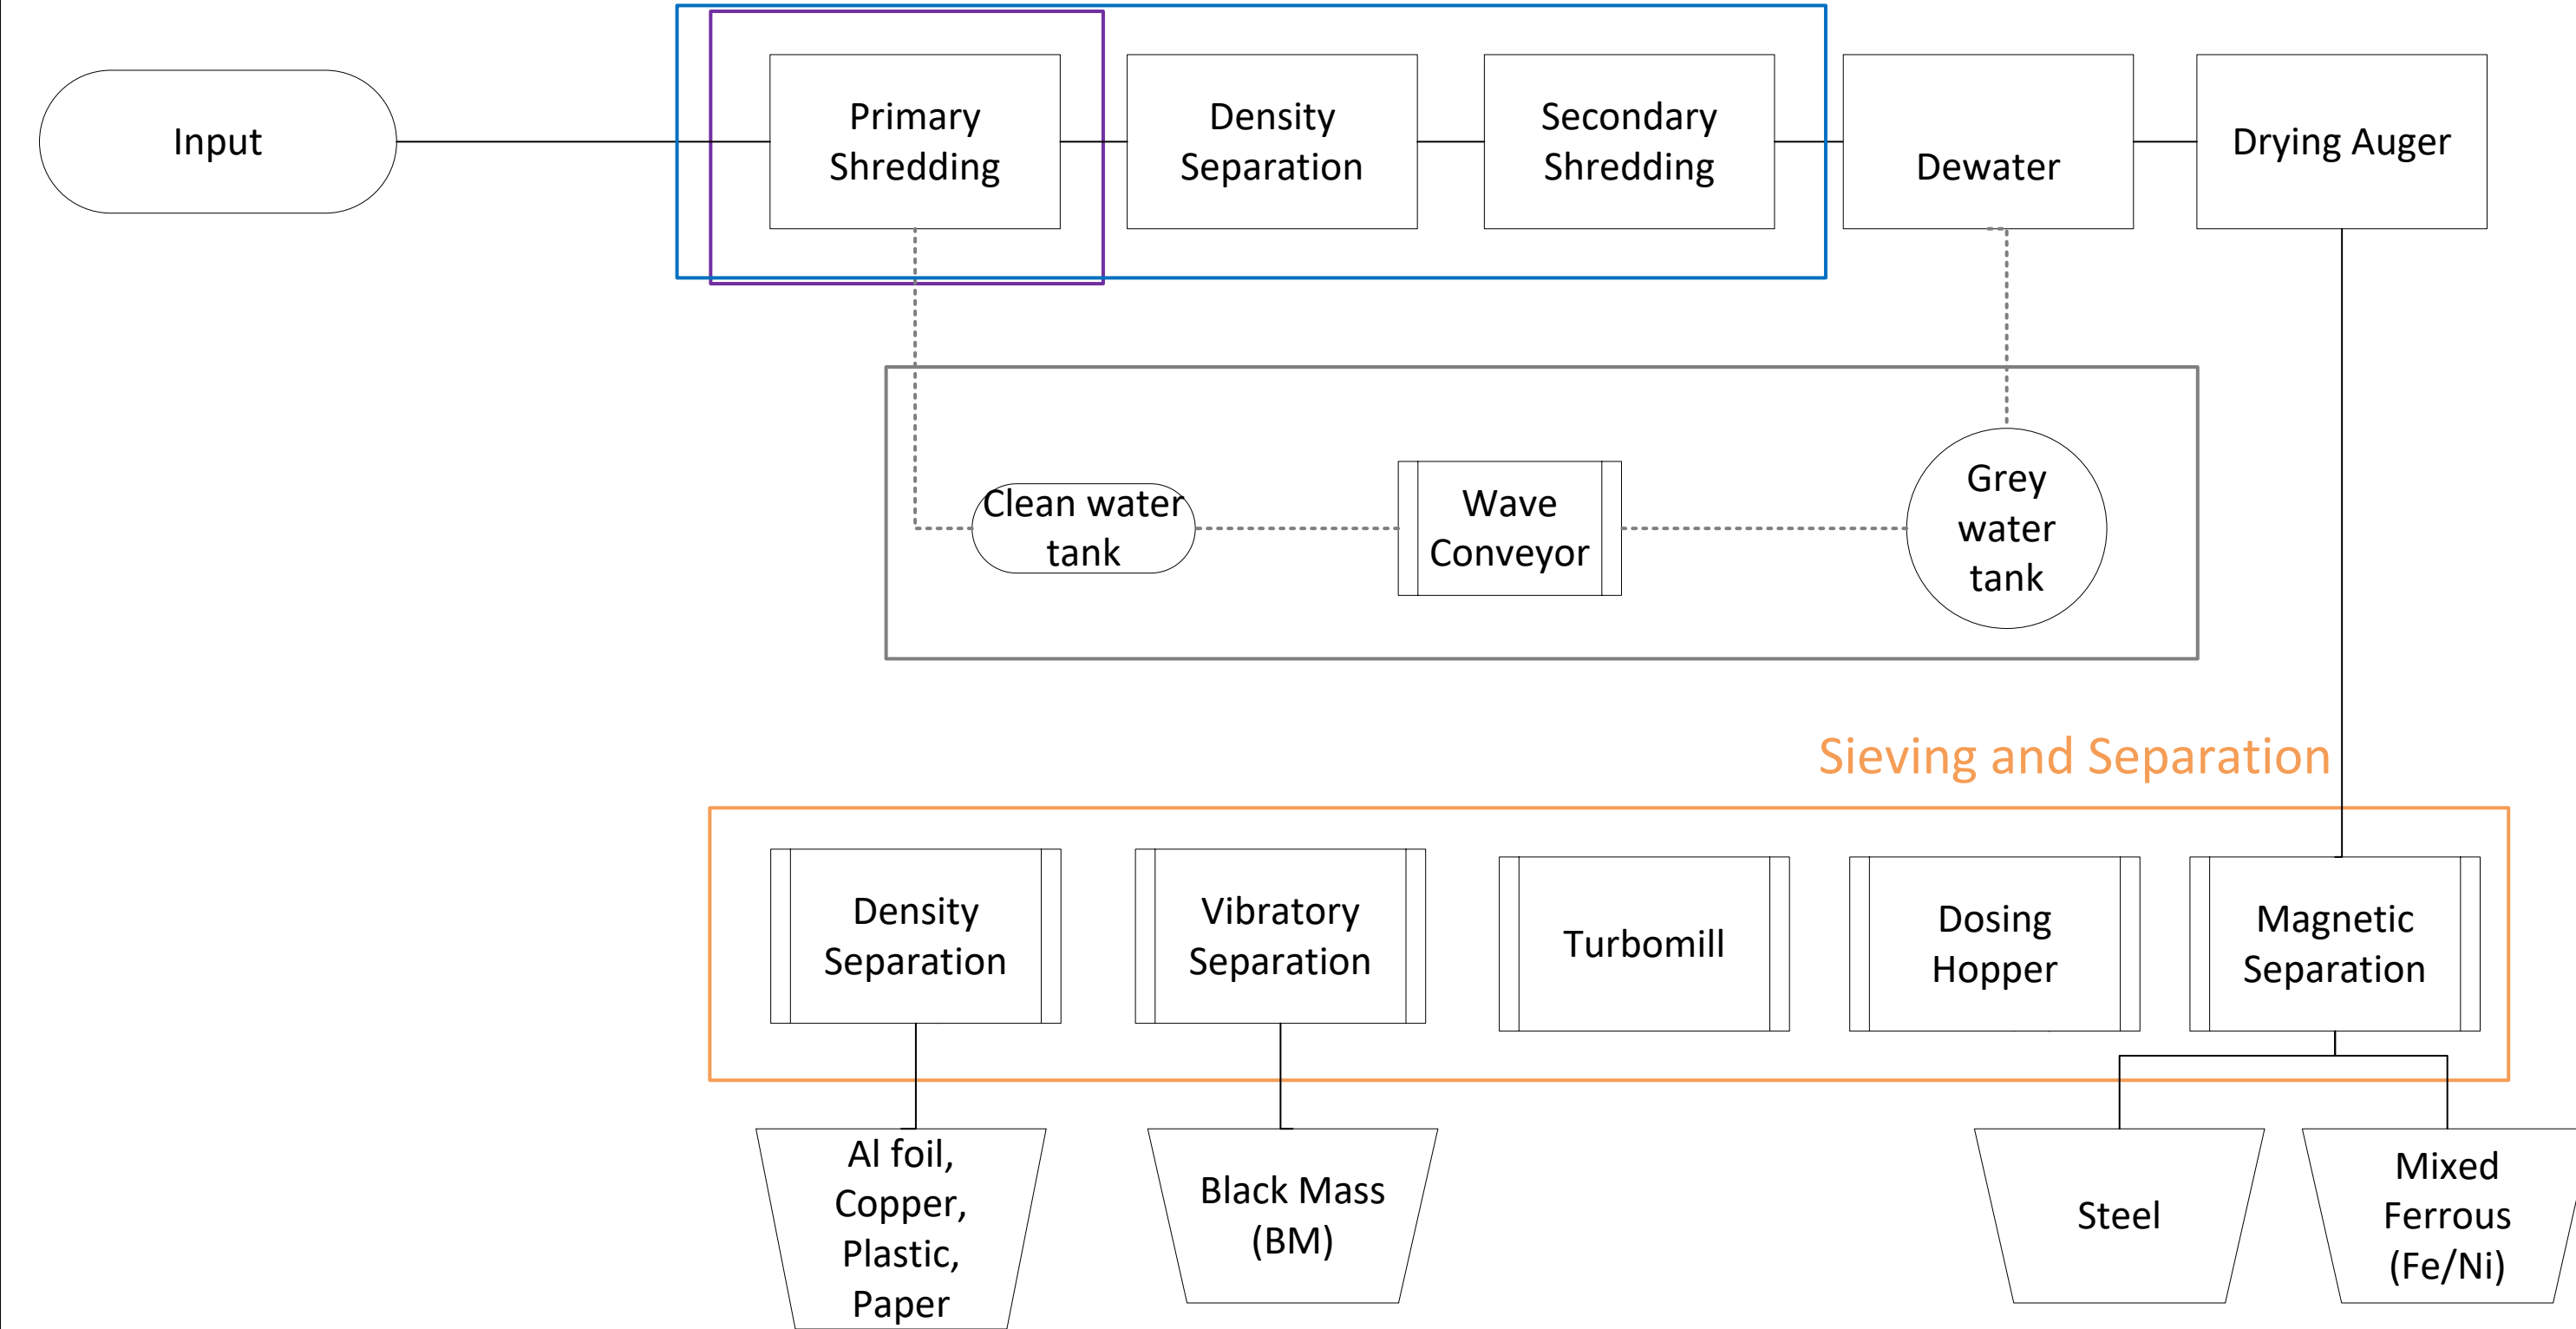 Input
Primary
Shredding
Density
Separation
Secondary
Shredding
Dewater
Drying Auger
Clean water
tank
Wave
Conveyor
Grey
water
tank
Sieving and Separation
Density
Separation
Vibratory
Separation
Turbomill
Dosing
Hopper
Magnetic
Separation
Al foil,
Copper,
Plastic,
Paper
Black Mass
(BM)
Steel
Mixed
Ferrous
(Fe/Ni)